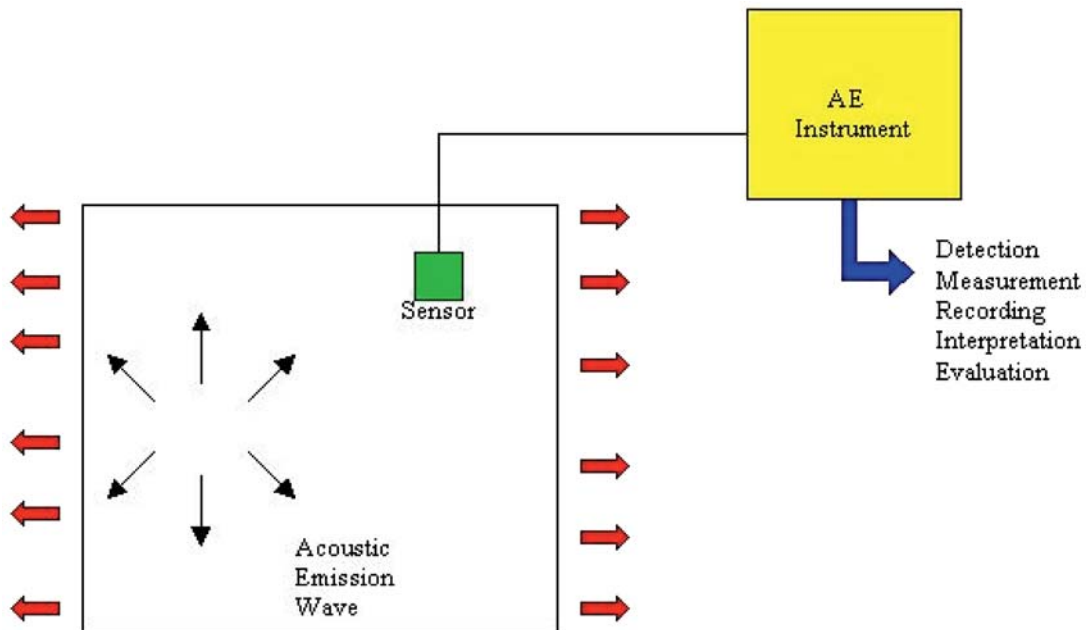 AE
Instrument
Sensor
Detection
Measurement
Recording
Interpretation
Evaluation
Acoustic
Emission
Wave